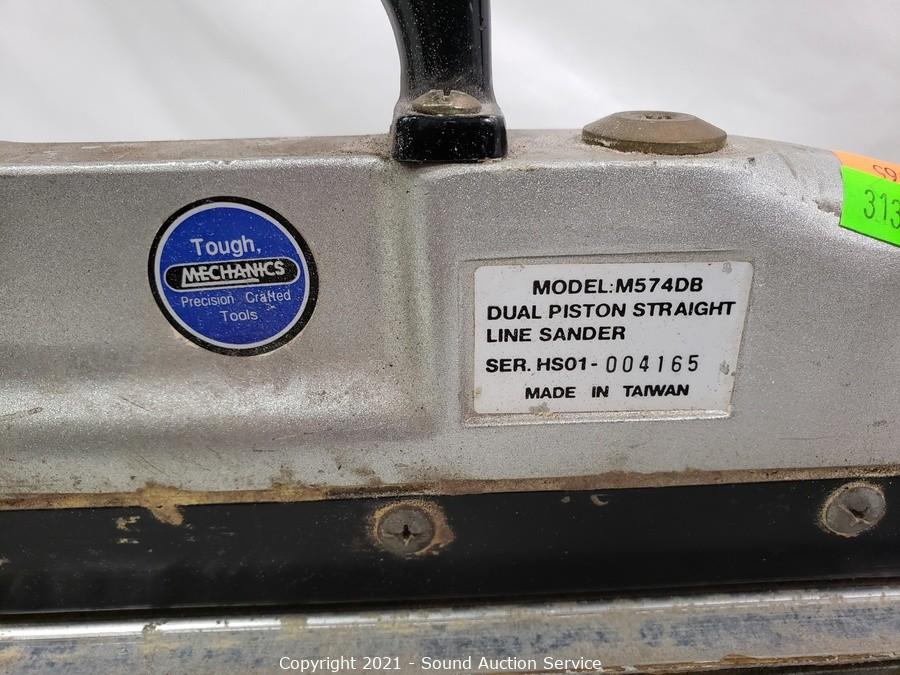 Tough,
MECHANICS
Precision Crafted
Tools
MODEL:M574DB
DUAL PISTON STRAIGHT
LINE SANDER
SER. HS01-004165
MADE IN TAIWAN
313
Copyright 2021 - Sound Auction Service